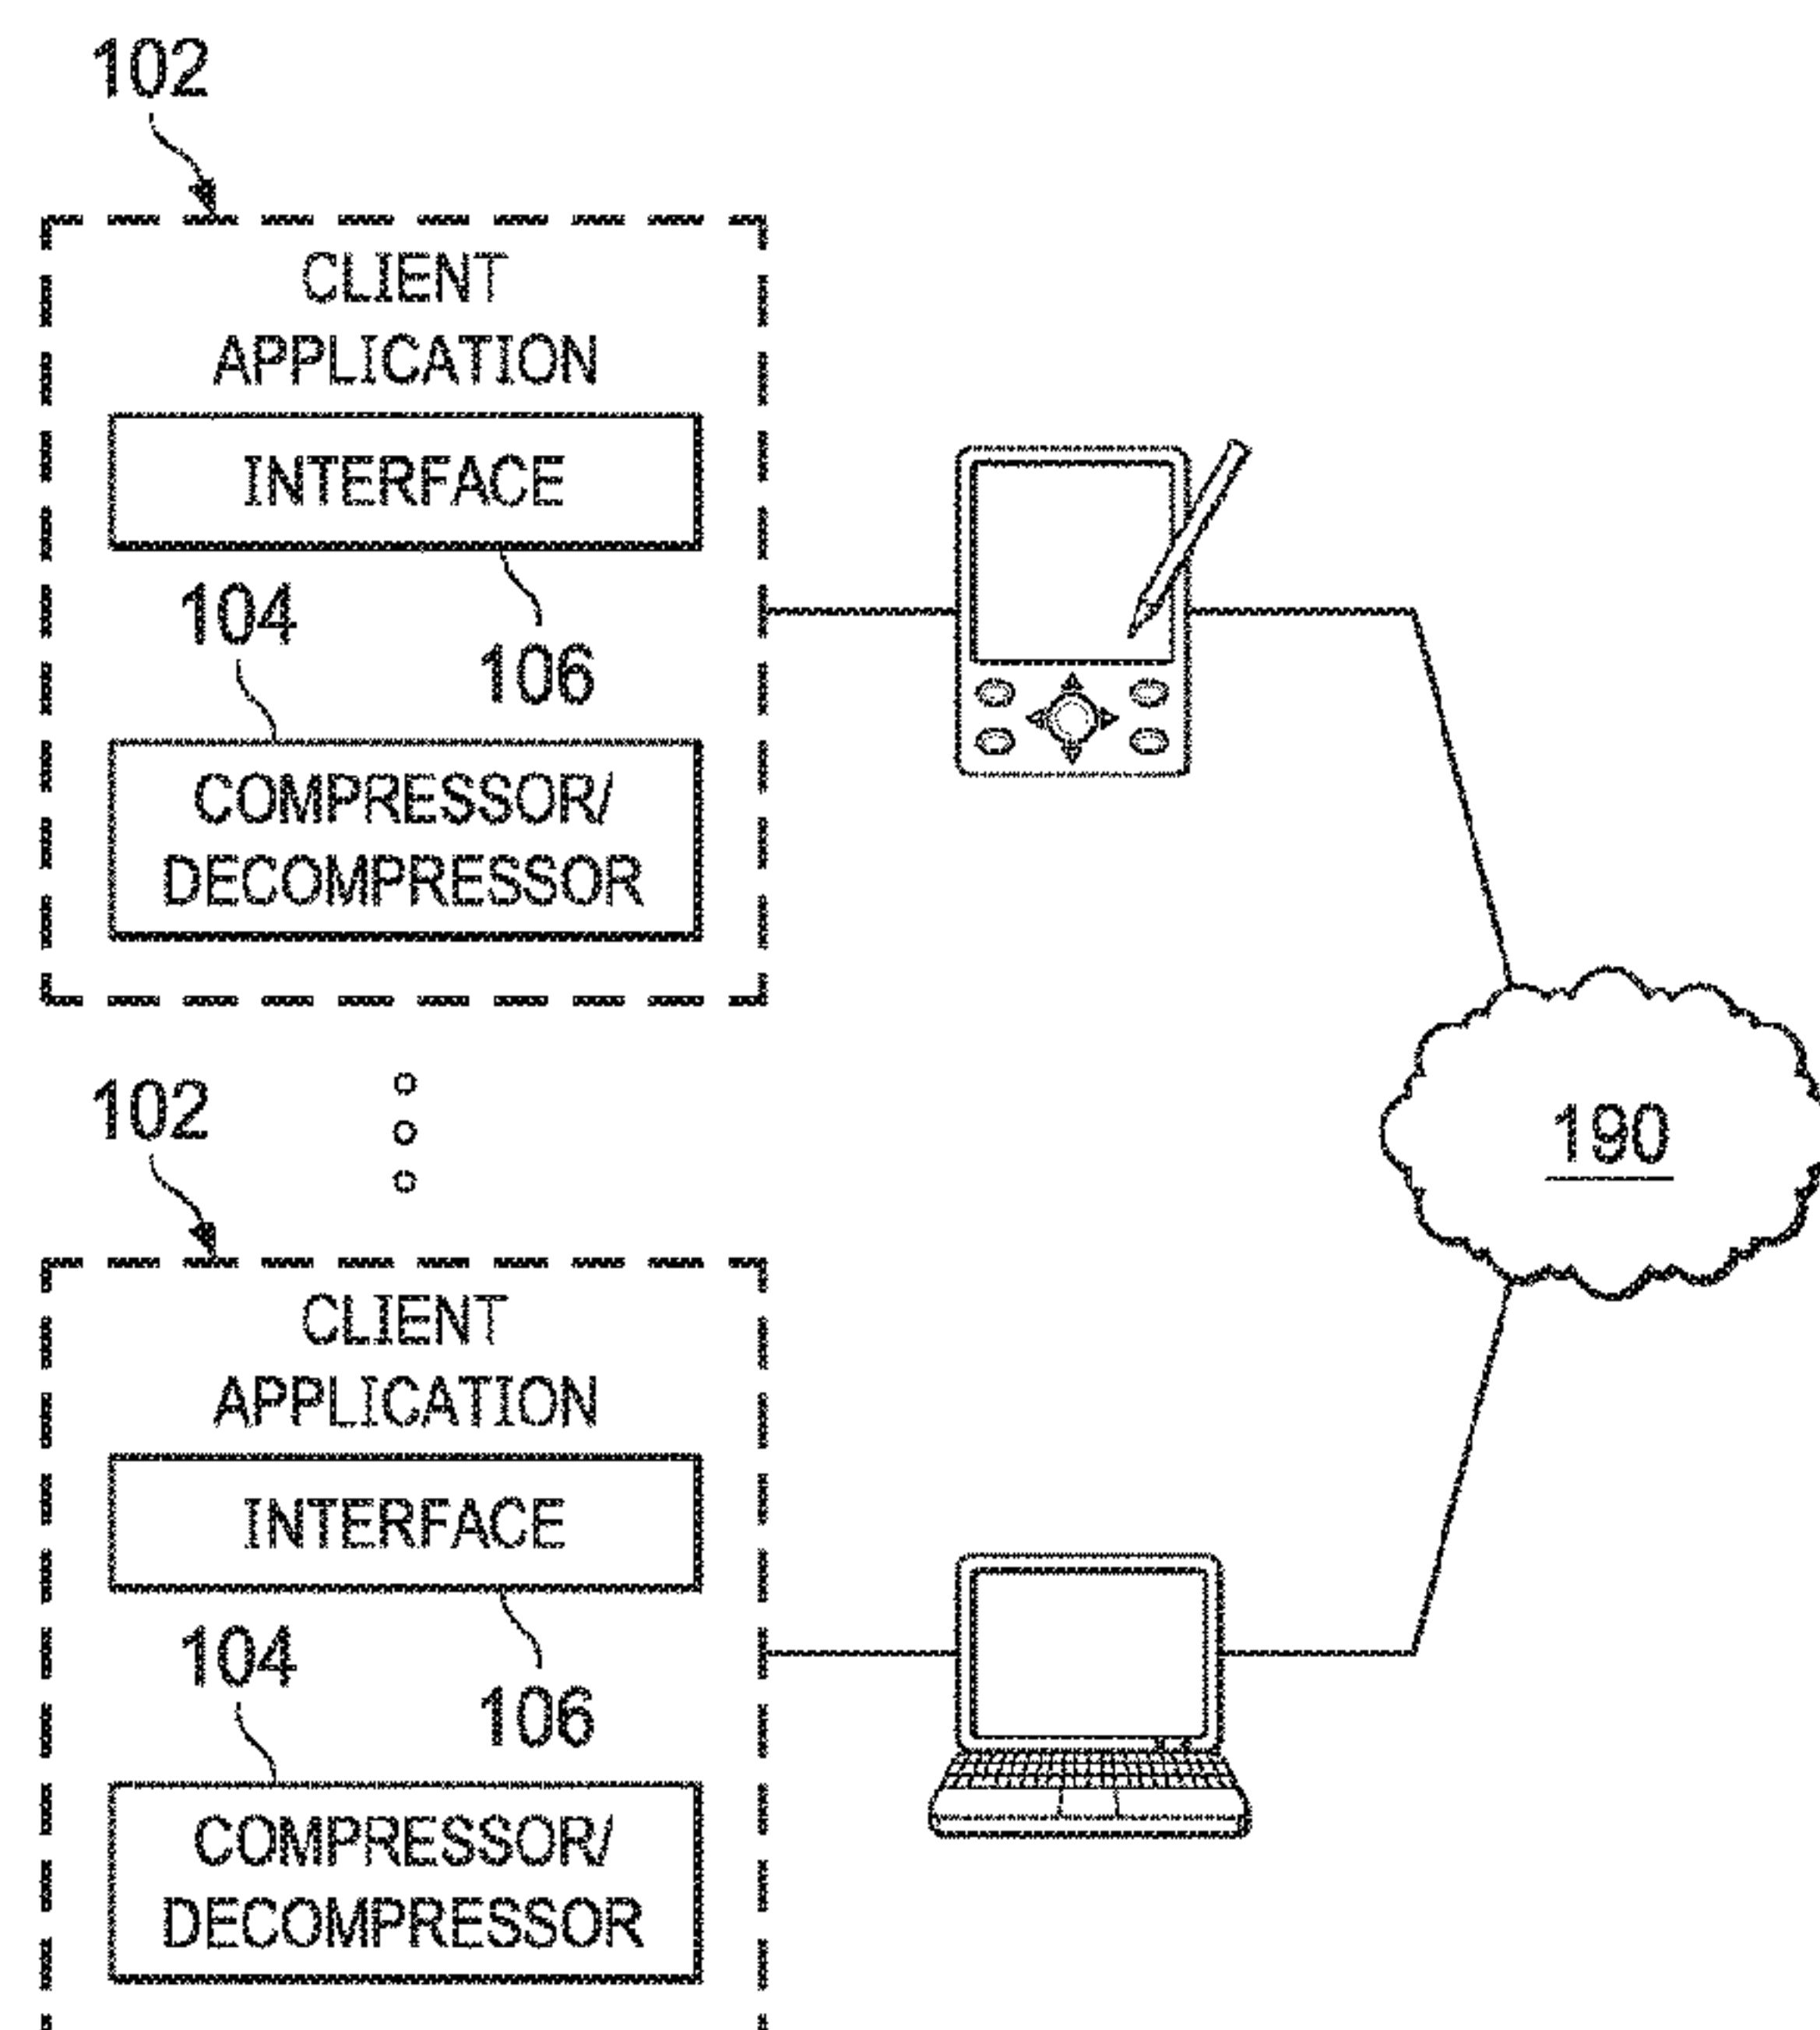 102
CLIENT
APPLICATION
INTERFACE
104
106
COMPRESSOR/
DECOMPRESSOR
102
190
CLIENT
APPLICATION
INTERFACE
104
106
COMPRESSOR/
DECOMPRESSOR